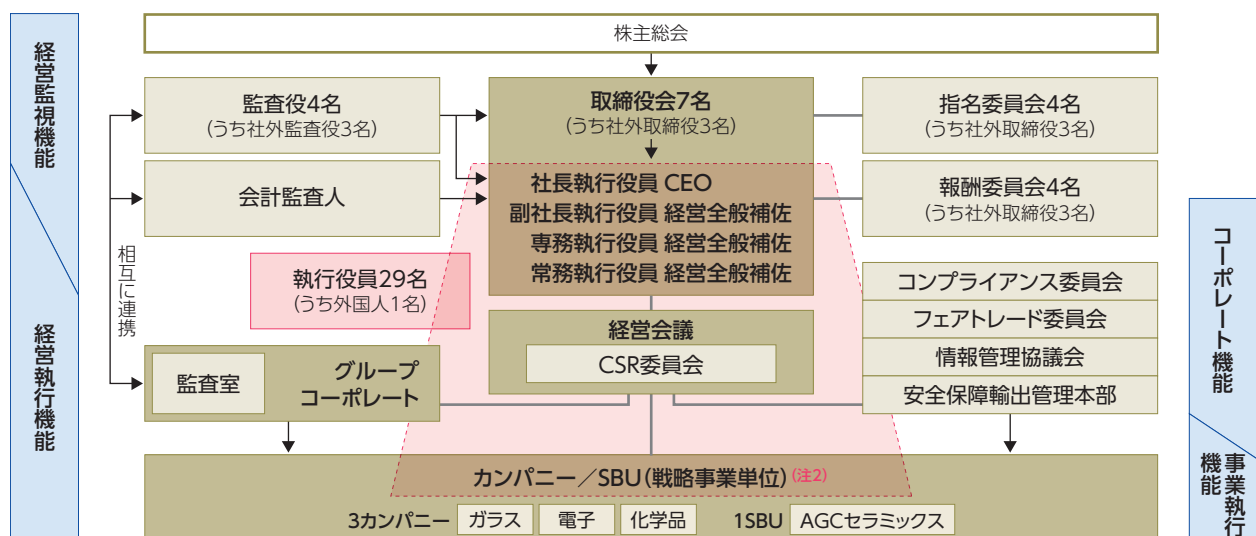 株主総会
経営監視機能
経営執行機能
監査役4名
(うち社外監査役3名)
会計監査人
相互に連携
執行役員29名
(うち外国人1名)
監査室
グループ
コーポレート
取締役会7名
(うち社外取締役3名)
社長執行役員 CEO
副社長執行役員 経営全般補佐
専務執行役員 経営全般補佐
常務執行役員 経営全般補佐
経営会議
CSR委員会
指名委員会4名
(うち社外取締役3名)
報酬委員会4名
(うち社外取締役3名)
コンプライアンス委員会
フェアトレード委員会
情報管理協議会
安全保障輸出管理本部
コーポレート機能
事業執行
機能
カンパニー/SBU(戦略事業単位)(注2)
3カンパニー ガラス 電子 化学品 1SBU AGCセラミックス